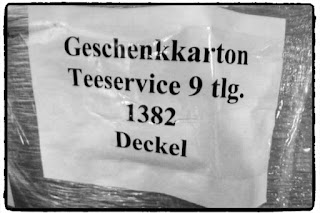 Geschenkkarton
Teeservice 9 tlg.
1382
Deckel